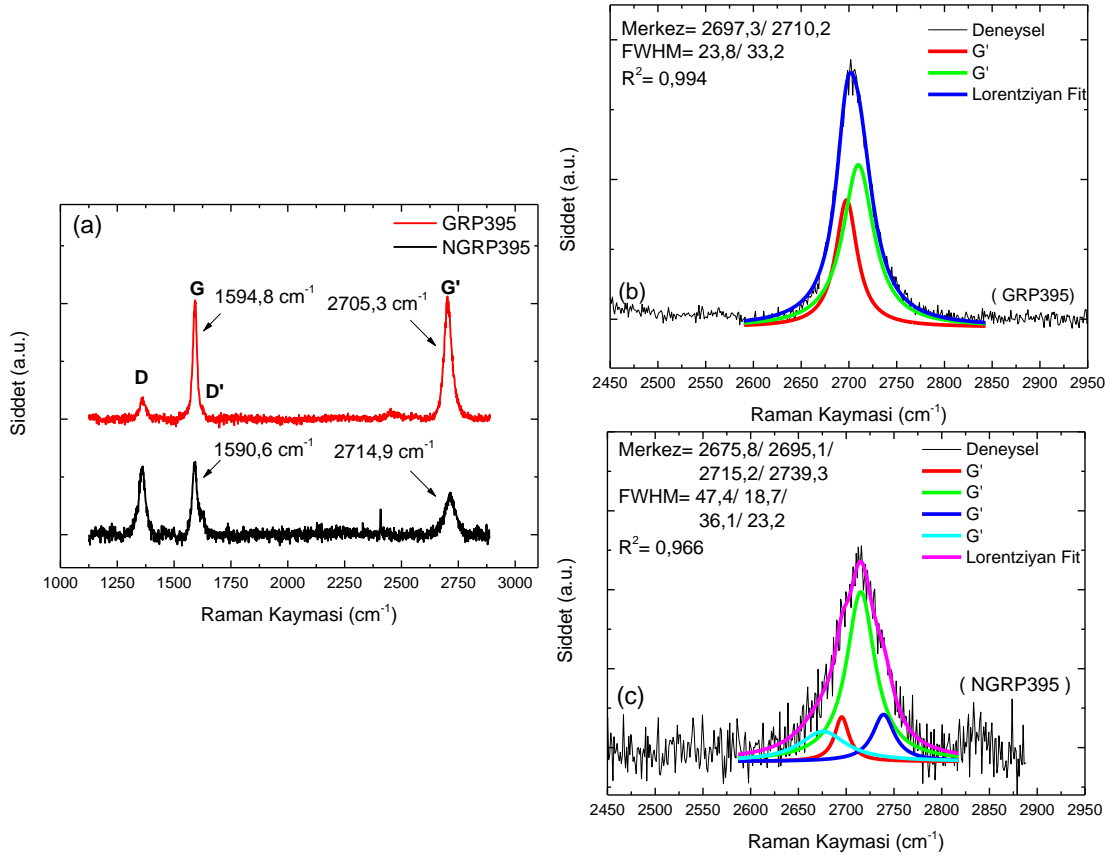 (a)
GRP395
NGRP395
G
1594,8 cm-1
2705,3 cm-1
G'
D
D'
1590,6 cm-1
2714,9 cm-1
Siddet (a.u.)
1000 1250 1500 1750 2000 2250 2500 2750 3000
Raman Kaymasi (cm-1)
Merkez= 2697,3/ 2710,2
FWHM= 23,8/ 33,2
R2= 0,994
Deneysel
G'
G'
Lorentziyan Fit
Siddet (a.u.)
(b)
( GRP395)
2450 2500 2550 2600 2650 2700 2750 2800 2850 2900 2950
Raman Kaymasi (cm-1)
Merkez= 2675,8/ 2695,1/
2715,2/ 2739,3
FWHM= 47,4/ 18,7/
36,1/ 23,2
R2= 0,966
Deneysel
G'
G'
G'
G'
Lorentziyan Fit
Siddet (a.u.)
(c)
( NGRP395 )
2450 2500 2550 2600 2650 2700 2750 2800 2850 2900 2950
Raman Kaymasi (cm-1)